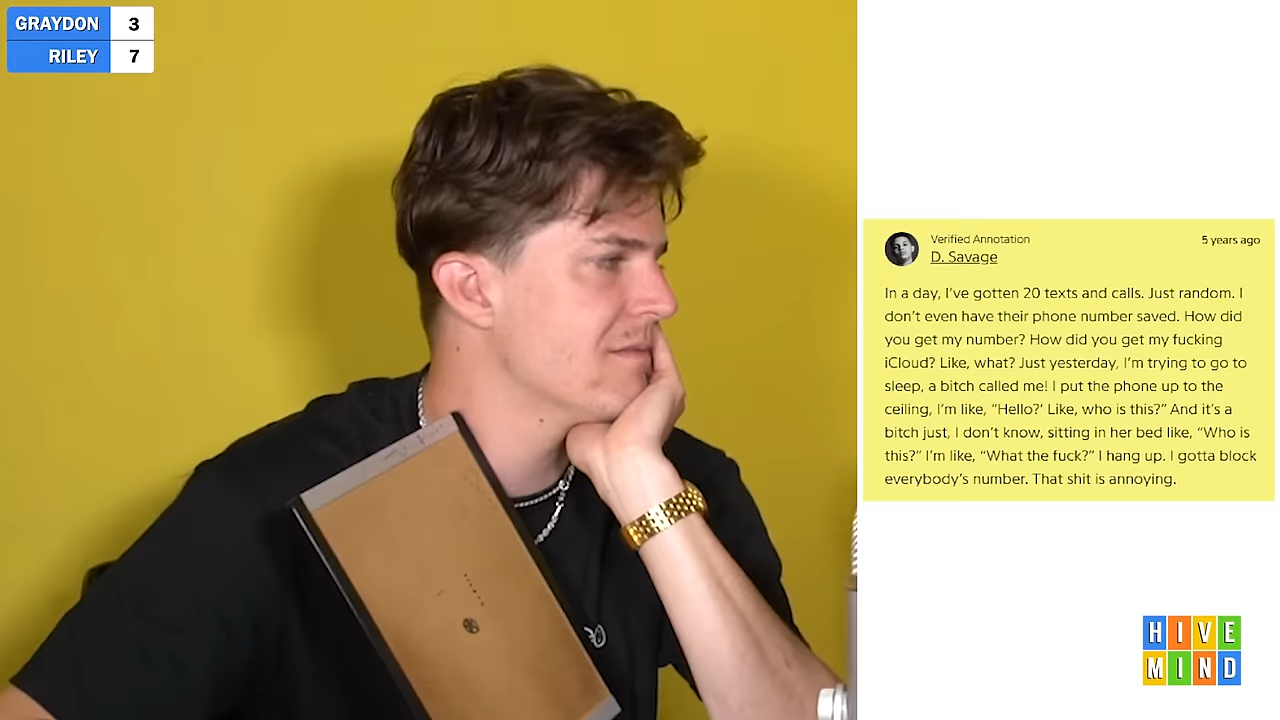 GRAYDON 3
RILEY 7
Verified Annotation
5 years ago
D. Savage
In a day, I've gotten 20 texts and calls. Just random. I
don't even have their phone number saved. How did
you get my number? How did you get my fucking
iCloud? Like, what? Just yesterday, I'm trying to go to
sleep, a bitch called me! I put the phone up to the
ceiling, I'm like, "Hello?' Like, who is this?" And it's a
bitch just, I don't know, sitting in her bed like, "Who is
this?" I'm like, "What the fuck?" I hang up. I gotta block
everybody's number. That shit is annoying.
HIVE
MIND